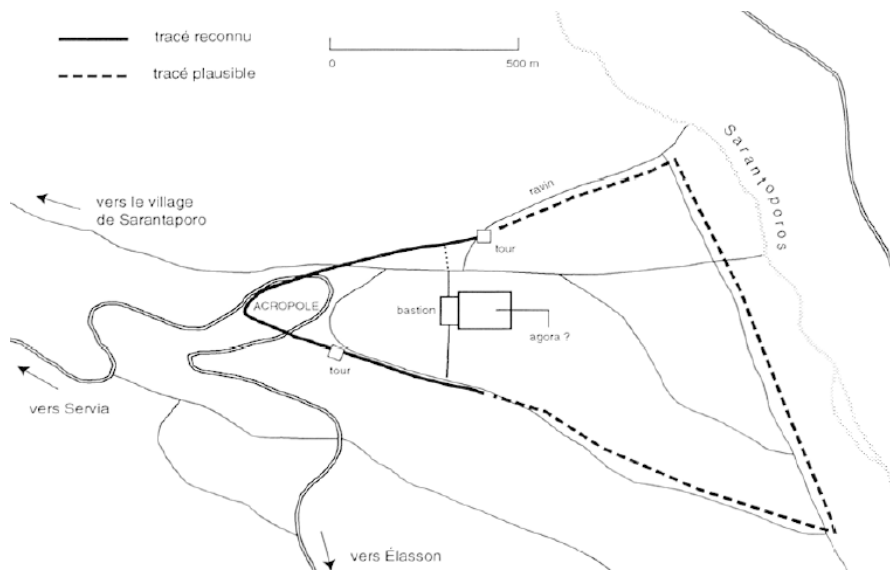 tracé reconnu
tracé plausible
0
500 m
Sarantoporos
ravin
vers le village
de Sarantaporo
tour
ACROPOLE
bastion
agora ?
tour
vers Servia
vers Élasson